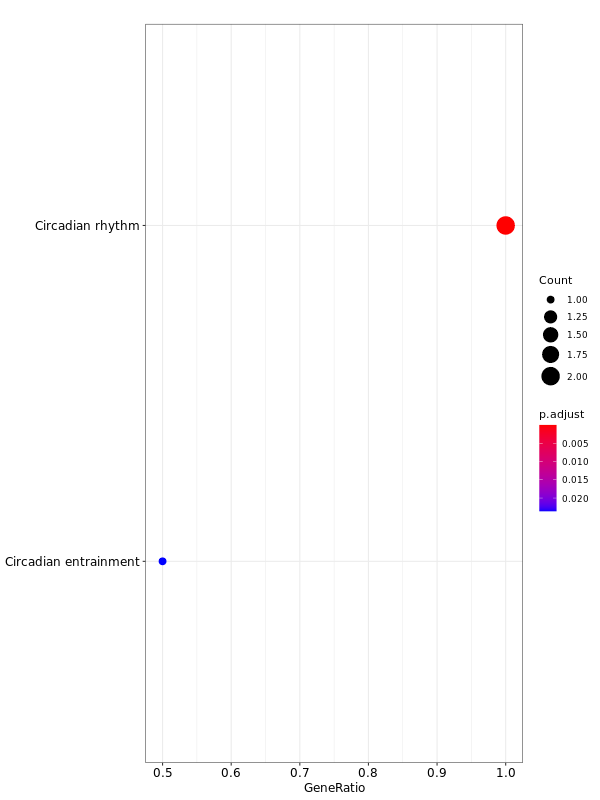 Circadian rhythm
Circadian entrainment
0.5 0.6 0.7 0.8 0.9 1.0
GeneRatio
Count
1.00
1.25
1.50
1.75
2.00
p.adjust
0.005
0.010
0.015
0.020